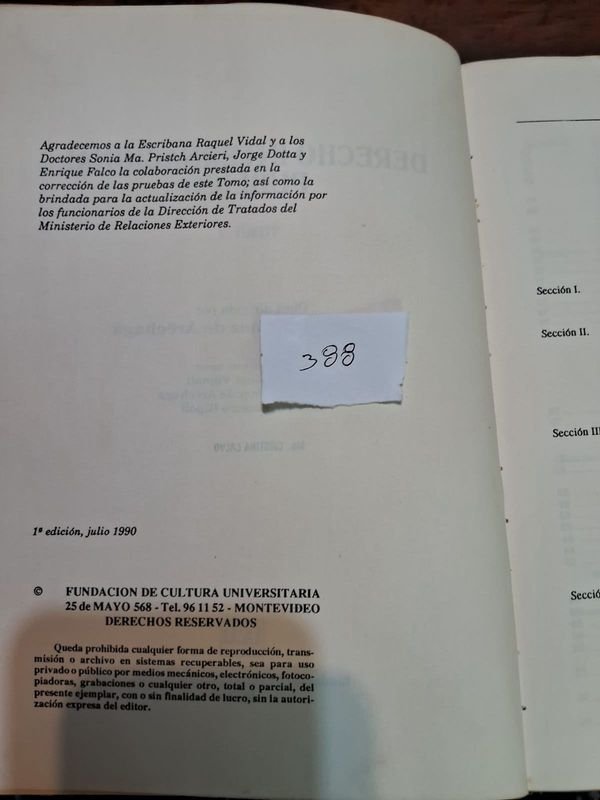 Agradecemos a la Escribana Raquel Vidal y a los
Doctores Sonia Ma. Pristch Arcieri, Jorge Dotta y
Enrique Falco la colaboración prestada en la
corrección de las pruebas de este Tomo; así como la
brindada para la actualización de la información por
los funcionarios de la Dirección de Tratados del
Ministerio de Relaciones Exteriores.
388
1ª edición, julio 1990
© FUNDACION DE CULTURA UNIVERSITARIA
25 de MAYO 568 - Tel. 96 11 52 - MONTEVIDEO
DERECHOS RESERVADOS
Queda prohibida cualquier forma de reproducción, trans-
misión o archivo en sistemas recuperables, sea para uso
privado o público por medios mecánicos, electrónicos, fotoco-
piadoras, grabaciones o cualquier otro, total o parcial, del
presente ejemplar, con o sin finalidad de lucro, sin la autori-
zación expresa del editor.
Sección I.
Sección II.
Sección III
Secció